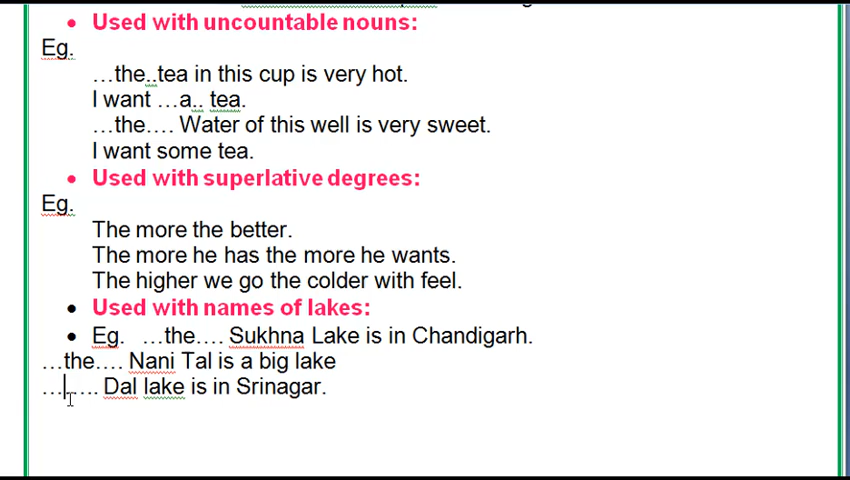 Used with uncountable nouns:
Eg.
…the..tea in this cup is very hot.
I want …a.. tea.
…the…. Water of this well is very sweet.
I want some tea.
Used with superlative degrees:
Eg.
The more the better.
The more he has the more he wants.
The higher we go the colder with feel.
Used with names of lakes:
Eg. …the…. Sukhna Lake is in Chandigarh.
…the…. Nani Tal is a big lake
……. Dal lake is in Srinagar.